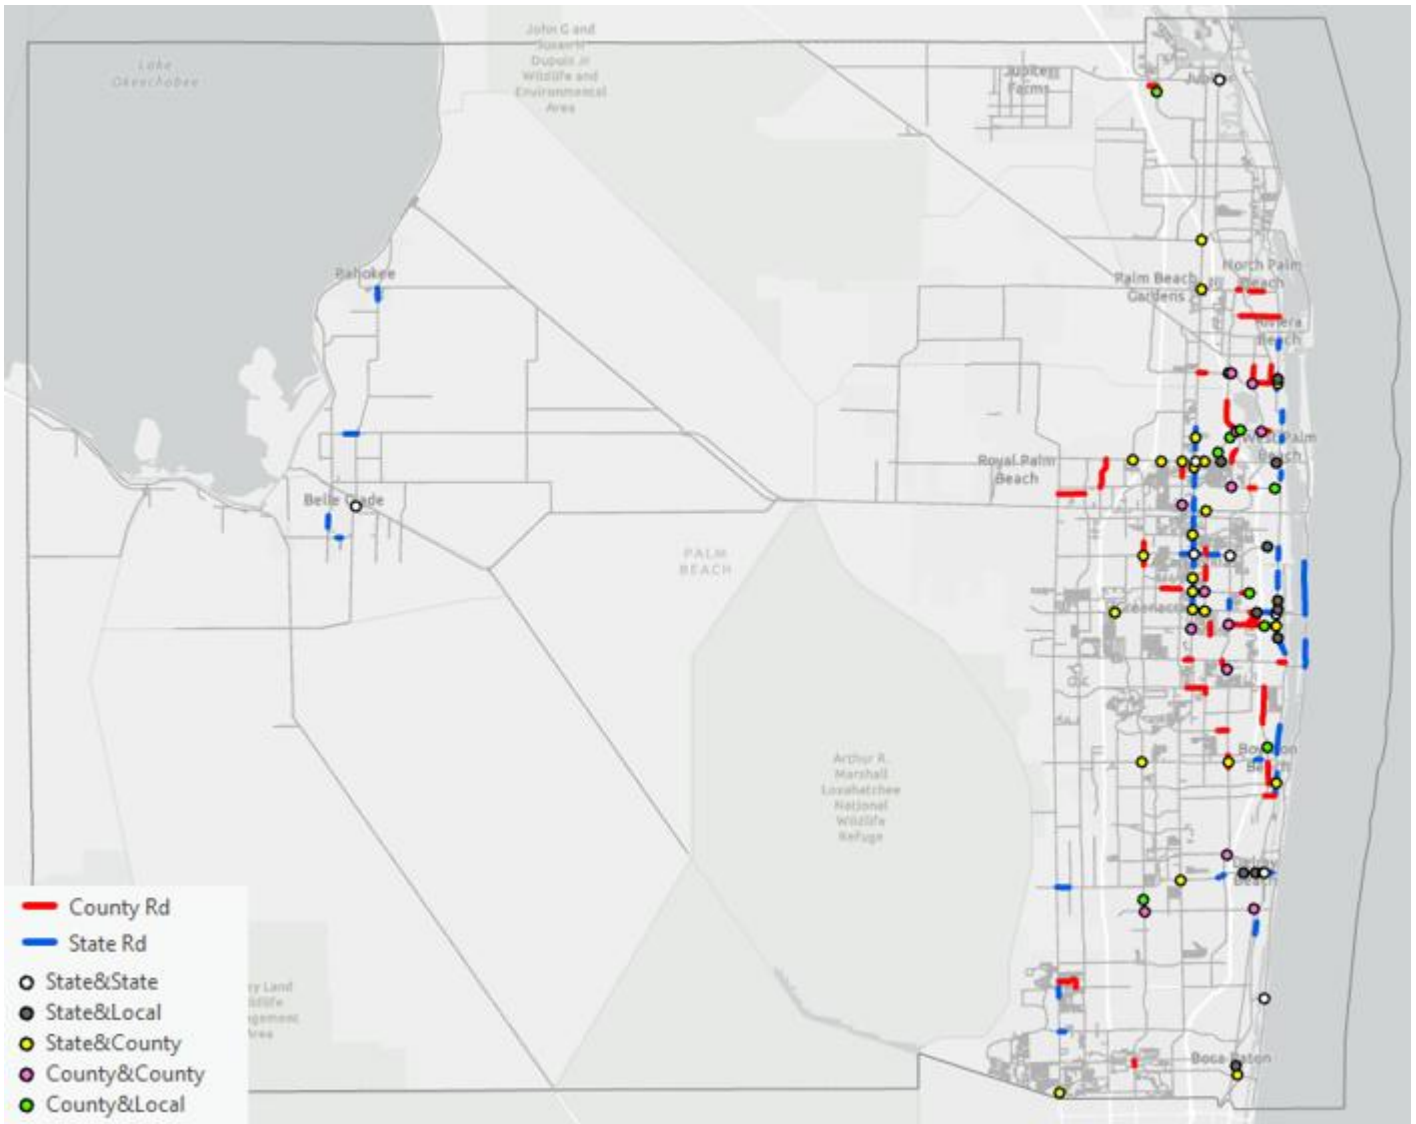 Lake
Okeechobee
John G and
Susan H
Dupuis Jr
Wildlife and
Environmental
Area
Jupiter
Farms
Pahokee
North Palm
Beach
Palm Beach
Gardens
Riviera
Beach
West Palm
Beach
Royal Palm
Beach
Belle Glade
PALM
BEACH
Greenacres
Arthur R.
Marshall
Loxahatchee
National
Wildlife
Refuge
Boynton
Beach
Delray
Beach
Boca Raton
County Rd
State Rd
State&State
State&Local
State&County
County&County
County&Local